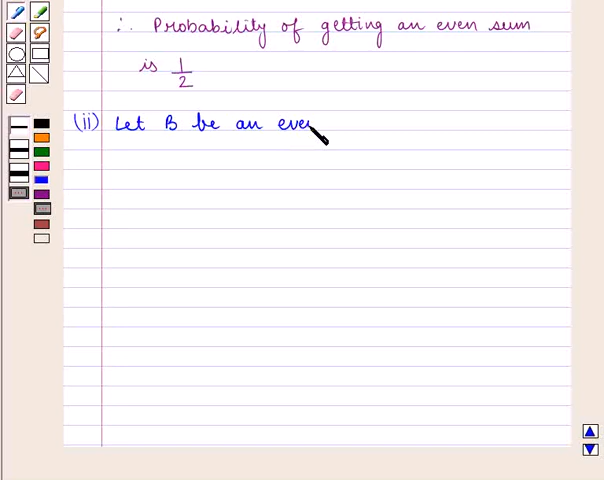 ∴ Probability of getting an even sum
is 1/2
(ii) Let B be an eve